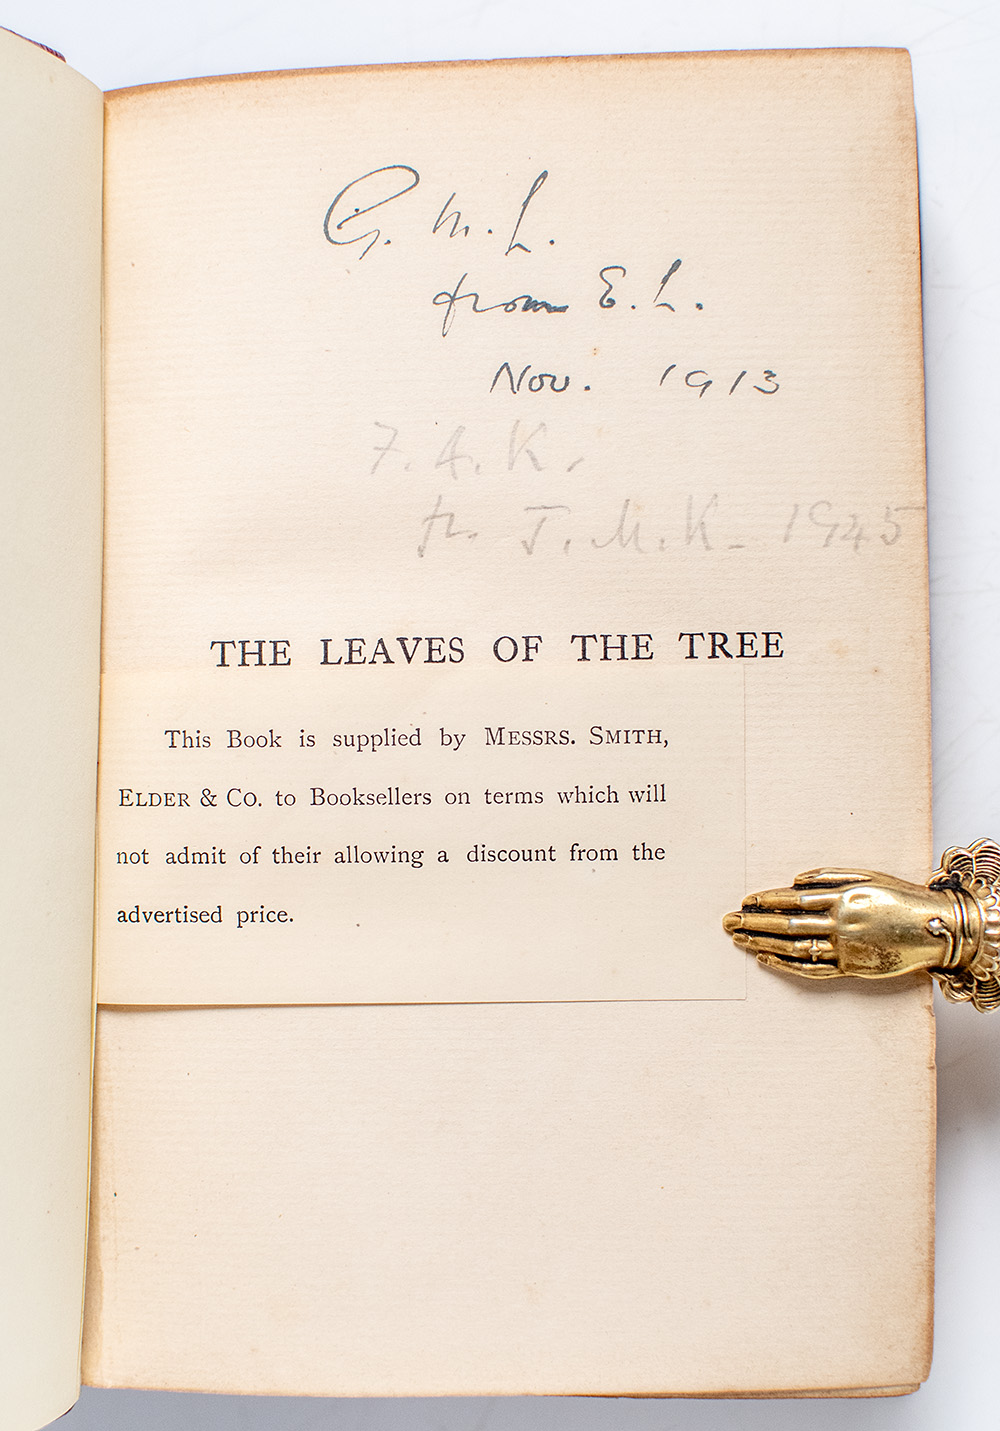 G. M. L.
from E. L.
Nov. 1913
F. A. K.
fr. J. M. K. 1945
THE LEAVES OF THE TREE
This Book is supplied by MESSRS. SMITH,
ELDER & CO. to Booksellers on terms which will
not admit of their allowing a discount from the
advertised price.